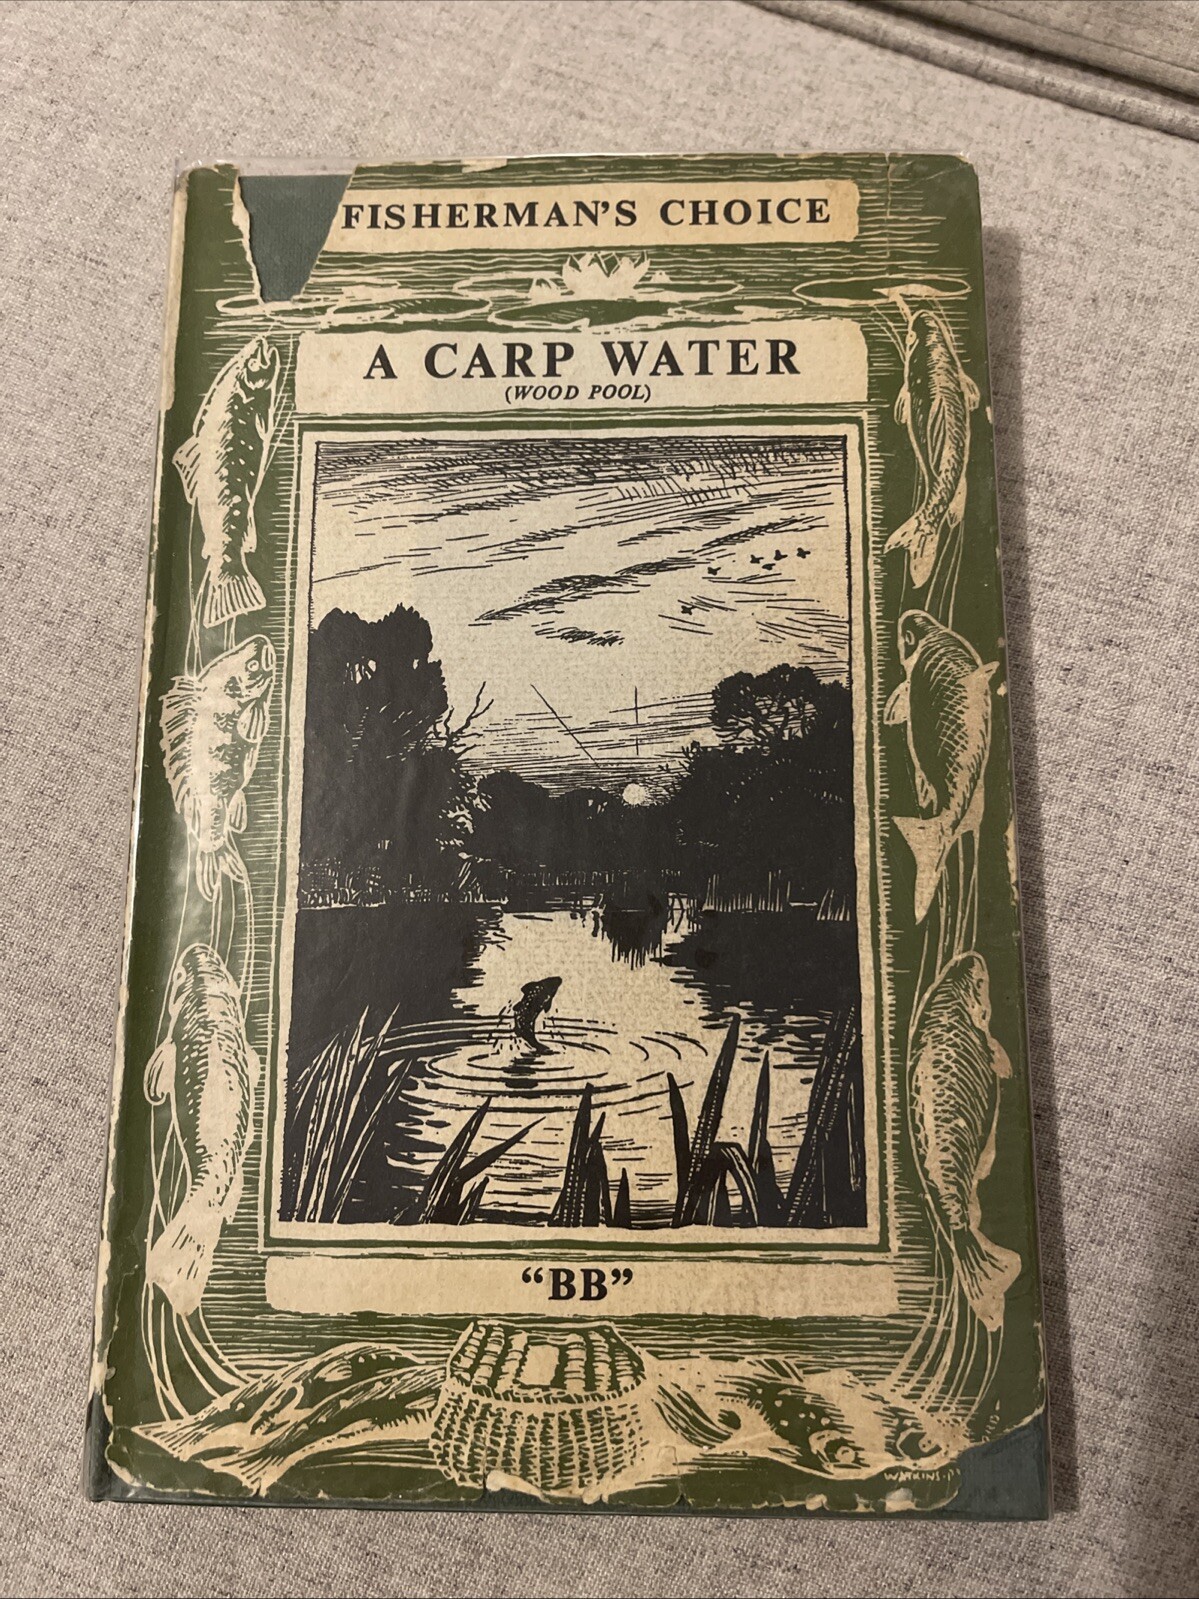 FISHERMAN'S CHOICE
A CARP WATER
(WOOD POOL)
"BB"